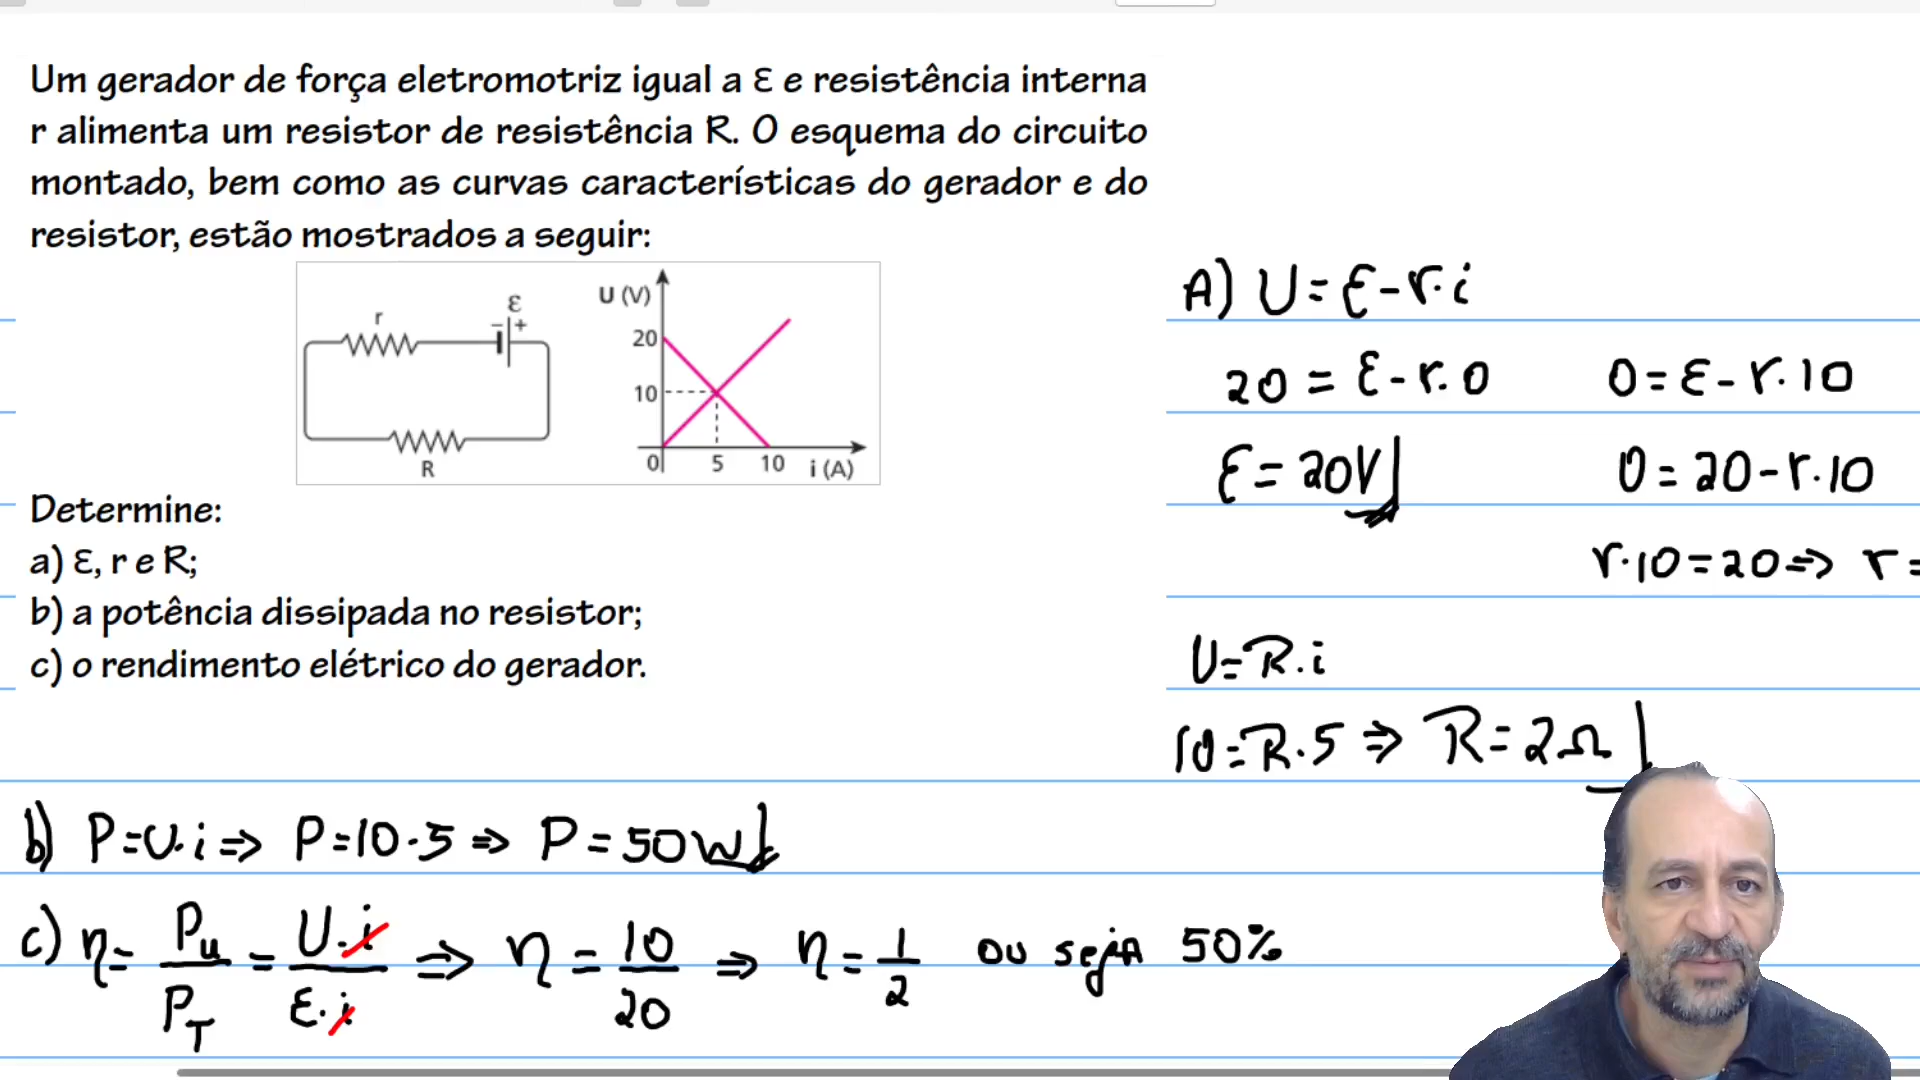 Um gerador de força eletromotriz igual a Ɛ e resistência interna
r alimenta um resistor de resistência R. O esquema do circuito
montado, bem como as curvas características do gerador e do
resistor, estão mostrados a seguir:
r
ε
- +
R
U (V)
20
10
0
5
10
i (A)
Determine:
a) Ɛ, r e R;
b) a potência dissipada no resistor;
c) o rendimento elétrico do gerador.
A) U = Ɛ - r.i
20 = Ɛ - r.0
Ɛ = 20V
0 = Ɛ - r.10
0 = 20 - r.10
r.10 = 20 ⇒ r =
U = R.i
10 = R.5 ⇒ R = 2Ω
b) P = U.i ⇒ P = 10.5 ⇒ P = 50W
c) η = Pu/PT = U.i/Ɛ.i ⇒ η = 10/20 ⇒ η = 1/2 ou seja 50%